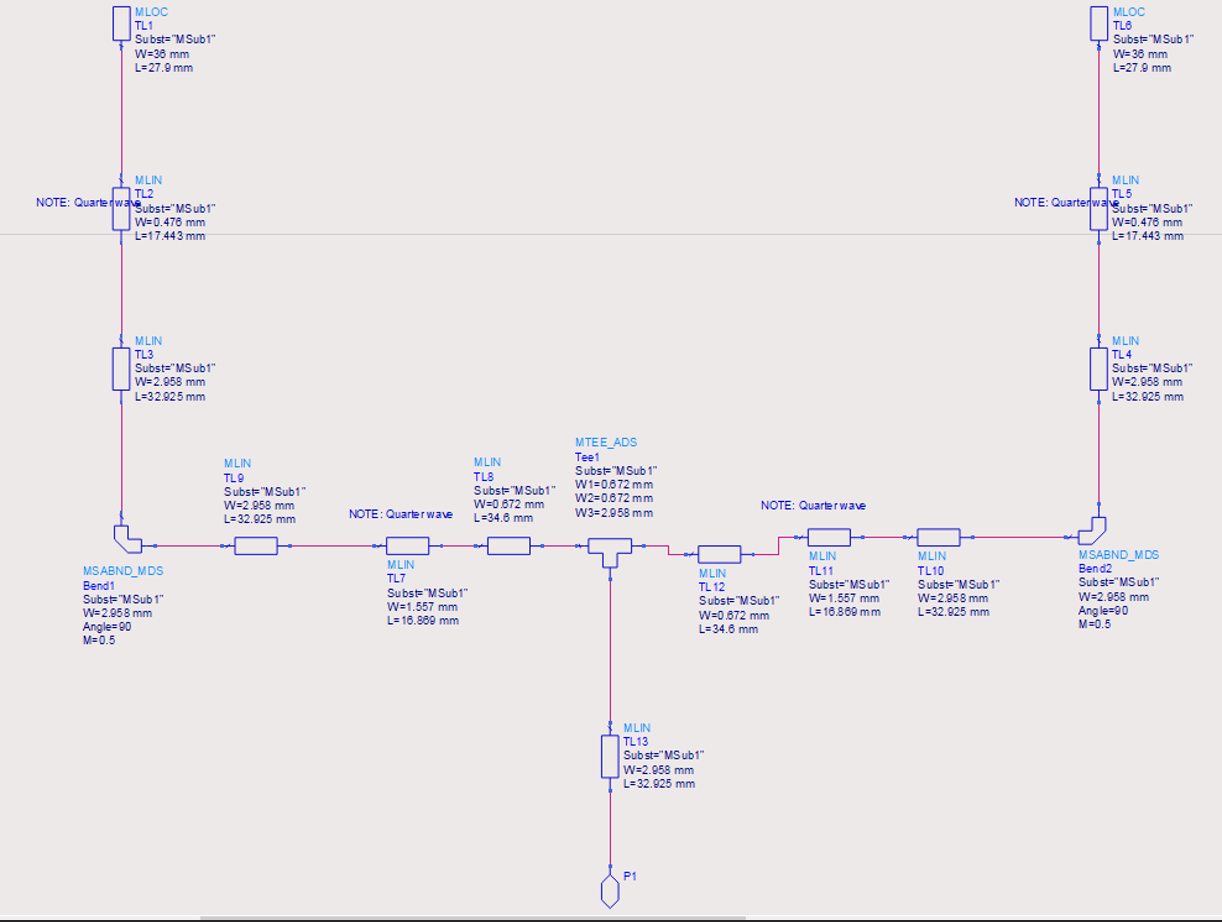 MLOC
TL1
Subst="MSub1"
W=36 mm
L=27.9 mm
MLOC
TL6
Subst="MSub1"
W=36 mm
L=27.9 mm
NOTE: Quarter wave
MLIN
TL2
Subst="MSub1"
W=0.476 mm
L=17.443 mm
NOTE: Quarter wave
MLIN
TL5
Subst="MSub1"
W=0.476 mm
L=17.443 mm
MLIN
TL3
Subst="MSub1"
W=2.958 mm
L=32.925 mm
MLIN
TL4
Subst="MSub1"
W=2.958 mm
L=32.925 mm
MLIN
TL9
Subst="MSub1"
W=2.958 mm
L=32.925 mm
NOTE: Quarter wave
MLIN
TL8
Subst="MSub1"
W=0.672 mm
L=34.6 mm
MTEE_ADS
Tee1
Subst="MSub1"
W1=0.672 mm
W2=0.672 mm
W3=2.958 mm
NOTE: Quarter wave
MSABND_MDS
Bend1
Subst="MSub1"
W=2.958 mm
Angle=90
M=0.5
MLIN
TL7
Subst="MSub1"
W=1.557 mm
L=16.869 mm
MLIN
TL12
Subst="MSub1"
W=0.672 mm
L=34.6 mm
MLIN
TL11
Subst="MSub1"
W=1.557 mm
L=16.869 mm
MLIN
TL10
Subst="MSub1"
W=2.958 mm
L=32.925 mm
MSABND_MDS
Bend2
Subst="MSub1"
W=2.958 mm
Angle=90
M=0.5
MLIN
TL13
Subst="MSub1"
W=2.958 mm
L=32.925 mm
P1